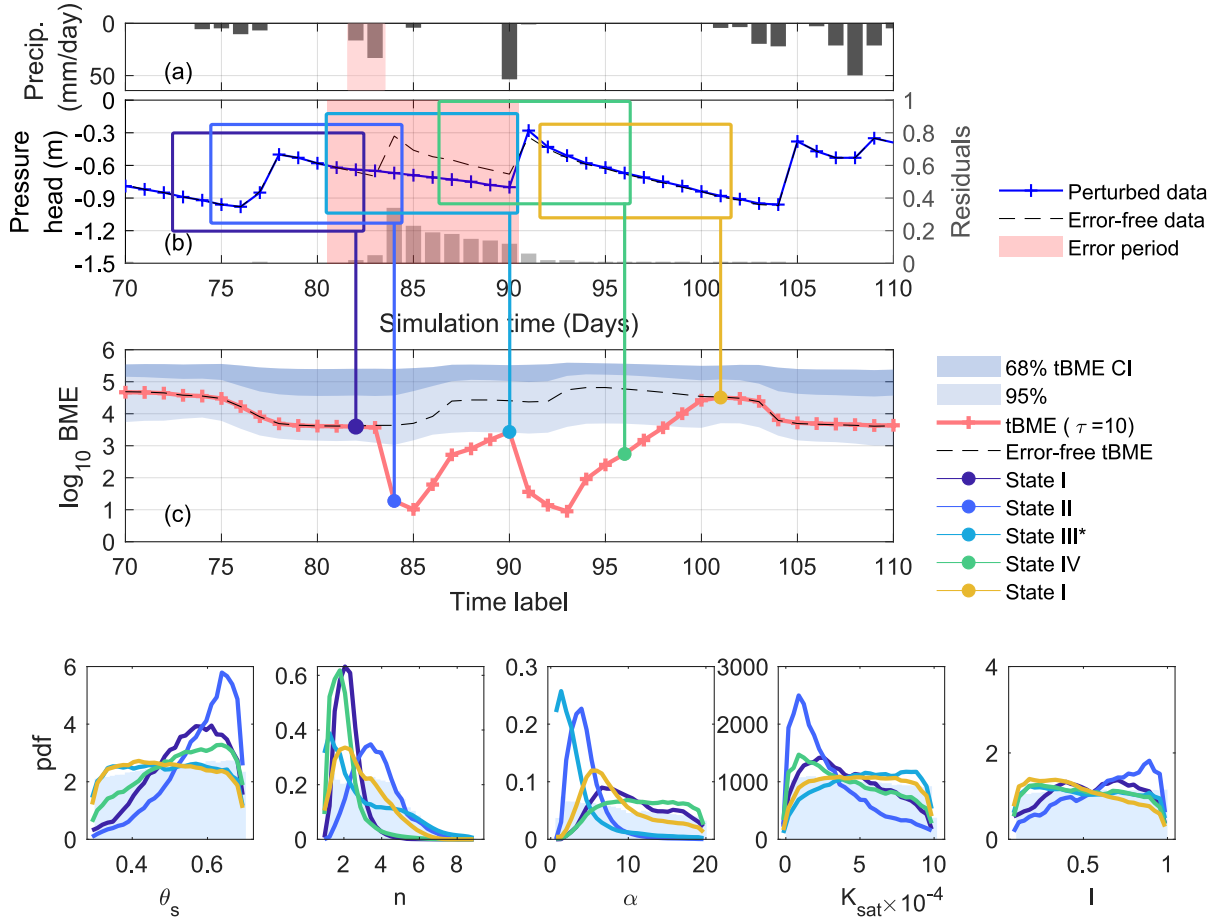 Precip.
(mm/day)
0
50
(a)
Pressure
head (m)
0
-0.3
-0.6
-0.9
-1.2
-1.5
(b)
1
0.8
0.6
0.4
0.2
0
Residuals
70 75 80 85 90 95 100 105 110
Simulation time (Days)
Perturbed data
Error-free data
Error period
log10 BME
6
5
4
3
2
1
0
(c)
70 75 80 85 90 95 100 105 110
Time label
68% tBME CI
95%
tBME ( τ =10)
Error-free tBME
State I
State II
State III*
State IV
State I
pdf
6
4
2
0
0.4 0.6
θs
0.6
0.4
0.2
0
2 4 6 8
n
0.3
0.2
0.1
0
0 10 20
α
3000
2000
1000
0
0 5 10
Ksat×10-4
4
2
0
0 0.5 1
l